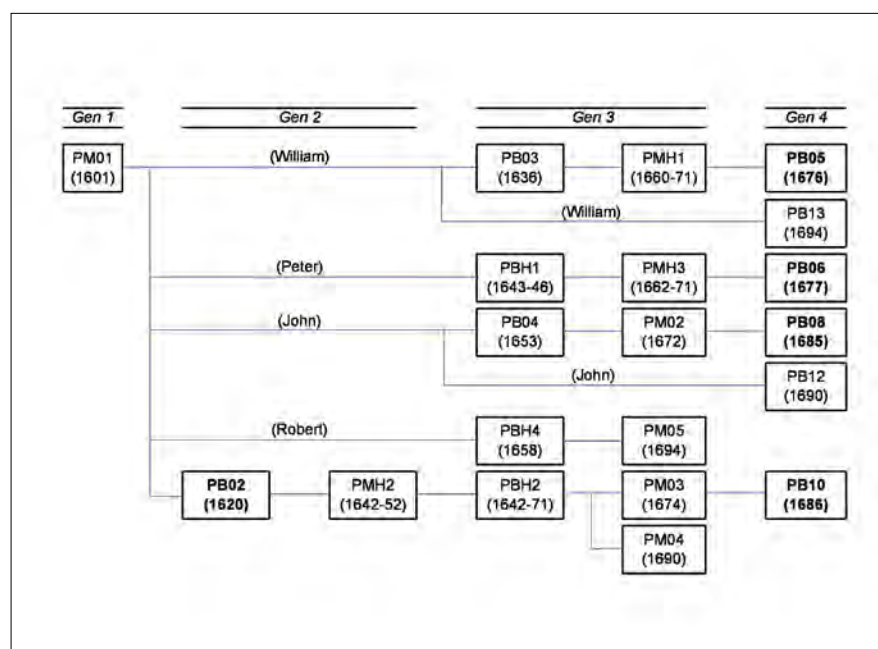 Gen 1 Gen 2 Gen 3 Gen 4
PM01
(1601)
(William)
PB03
(1636)
PMH1
(1660-71)
PB05
(1676)
(William)
PB13
(1694)
(Peter)
PBH1
(1643-46)
PMH3
(1662-71)
PB06
(1677)
(John)
PB04
(1653)
PM02
(1672)
PB08
(1685)
(John)
PB12
(1690)
(Robert)
PBH4
(1658)
PM05
(1694)
PB02
(1620)
PMH2
(1642-52)
PBH2
(1642-71)
PM03
(1674)
PB10
(1686)
PM04
(1690)